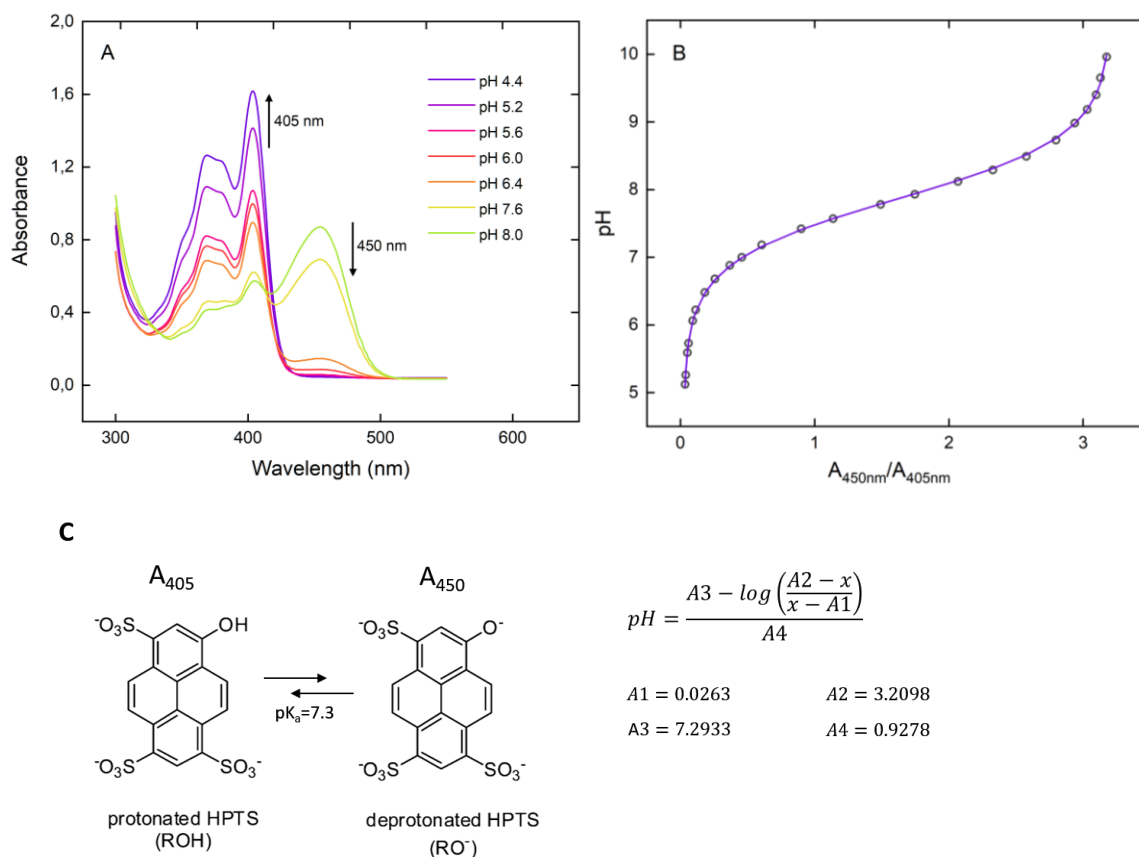 A
2,0
1,6
1,2
0,8
0,4
0,0
300
400
500
600
Absorbance
Wavelength (nm)
pH 4.4
pH 5.2
pH 5.6
pH 6.0
pH 6.4
pH 7.6
pH 8.0
405 nm
450 nm
B
10
9
8
7
6
5
0
1
2
3
pH
A450nm/A405nm
C
A405
A450
-O3S
OH
-O3S
SO3-
-O3S
O-
-O3S
SO3-
pKa=7.3
protonated HPTS
(ROH)
deprotonated HPTS
(RO-)
pH = (A3 − log((A2 − x)/(x − A1)))/A4
A1 = 0.0263
A2 = 3.2098
A3 = 7.2933
A4 = 0.9278